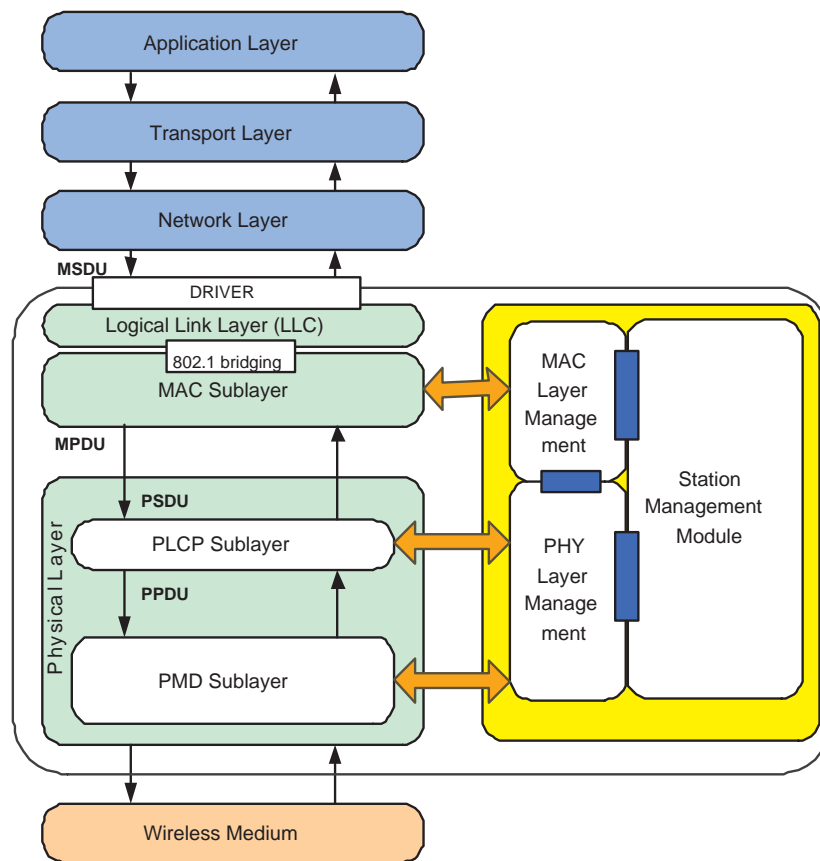 Application Layer
Transport Layer
Network Layer
MSDU
DRIVER
Logical Link Layer (LLC)
802.1 bridging
MAC Sublayer
MPDU
PSDU
PLCP Sublayer
PPDU
PMD Sublayer
Physical Layer
Wireless Medium
MAC
Layer
Manage
ment
PHY
Layer
Manage
ment
Station
Management
Module